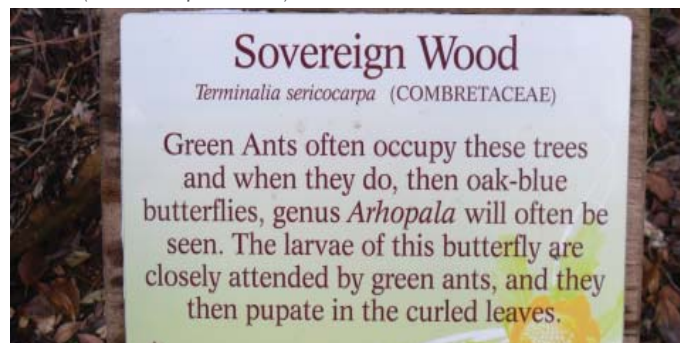 Sovereign Wood
Terminalia sericocarpa (COMBRETACEAE)
Green Ants often occupy these trees
and when they do, then oak-blue
butterflies, genus Arhopala will often be
seen. The larvae of this butterfly are
closely attended by green ants, and they
then pupate in the curled leaves.